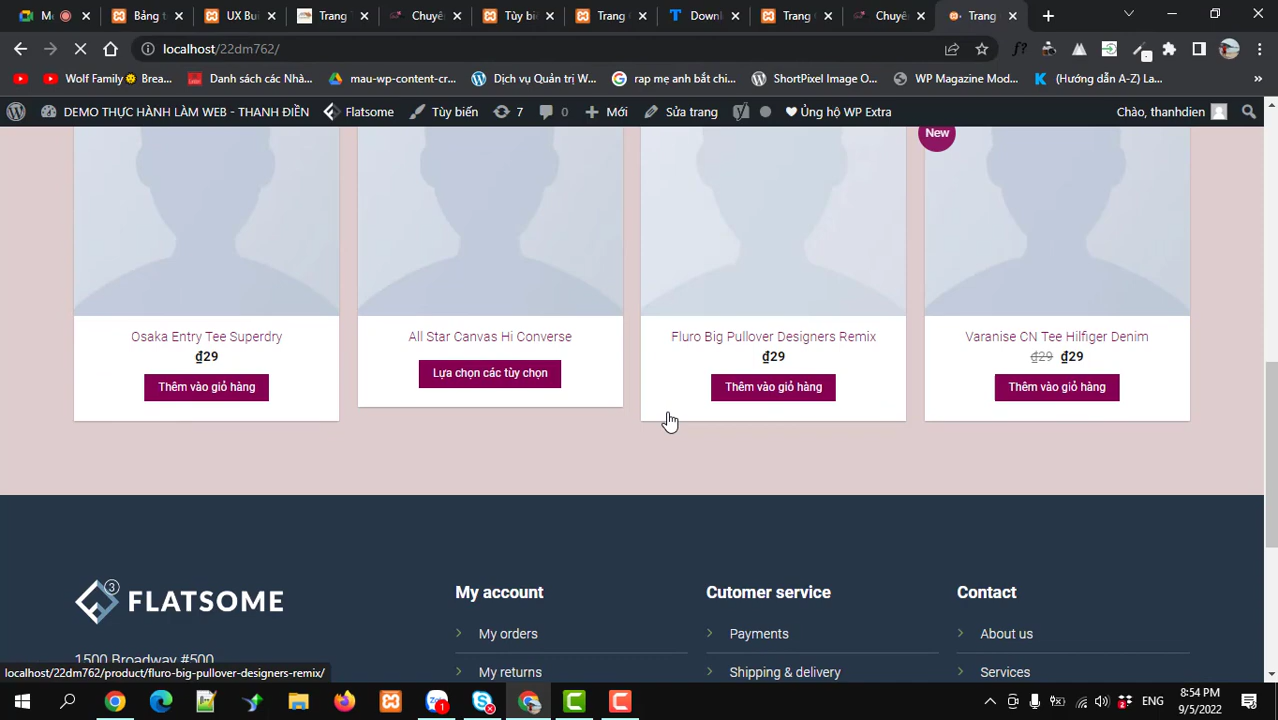 Me
Bảng t
UX Bui
Trang
Chuyê
Tùy bi
Trang
Downl
Trang
Chuyê
Trang
localhost/22dm762/
f?
Wolf Family 🙂 Brea...
Danh sách các Nhà...
mau-wp-content-cr...
Dịch vụ Quản trị W...
rap mẹ anh bắt chi...
ShortPixel Image O...
WP Magazine Mod...
(Hướng dẫn A-Z) La...
»
DEMO THỰC HÀNH LÀM WEB - THANH ĐIỀN
Flatsome
Tùy biến
7
0
Mới
Sửa trang
Ủng hộ WP Extra
Chào, thanhdien
New
Osaka Entry Tee Superdry
All Star Canvas Hi Converse
Fluro Big Pullover Designers Remix
Varanise CN Tee Hilfiger Denim
₫29
₫29
₫29 ₫29
Thêm vào giỏ hàng
Lựa chọn các tùy chọn
Thêm vào giỏ hàng
Thêm vào giỏ hàng
3
FLATSOME
My account
Cutomer service
Contact
My orders
Payments
About us
1500 Broadway #500
My returns
Shipping & delivery
Services
localhost/22dm762/product/fluro-big-pullover-designers-remix/
1
ENG
8:54 PM
9/5/2022